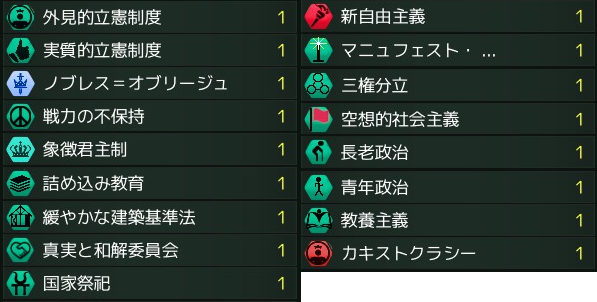 外見的立憲制度 1
実質的立憲制度 1
ノブレス＝オブリージュ 1
戦力の不保持 1
象徴君主制 1
詰め込み教育 1
緩やかな建築基準法 1
真実と和解委員会 1
国家祭祀 1
新自由主義 1
マニュフェスト・ ... 1
三権分立 1
空想的社会主義 1
長老政治 1
青年政治 1
教養主義 1
カキストクラシー 1